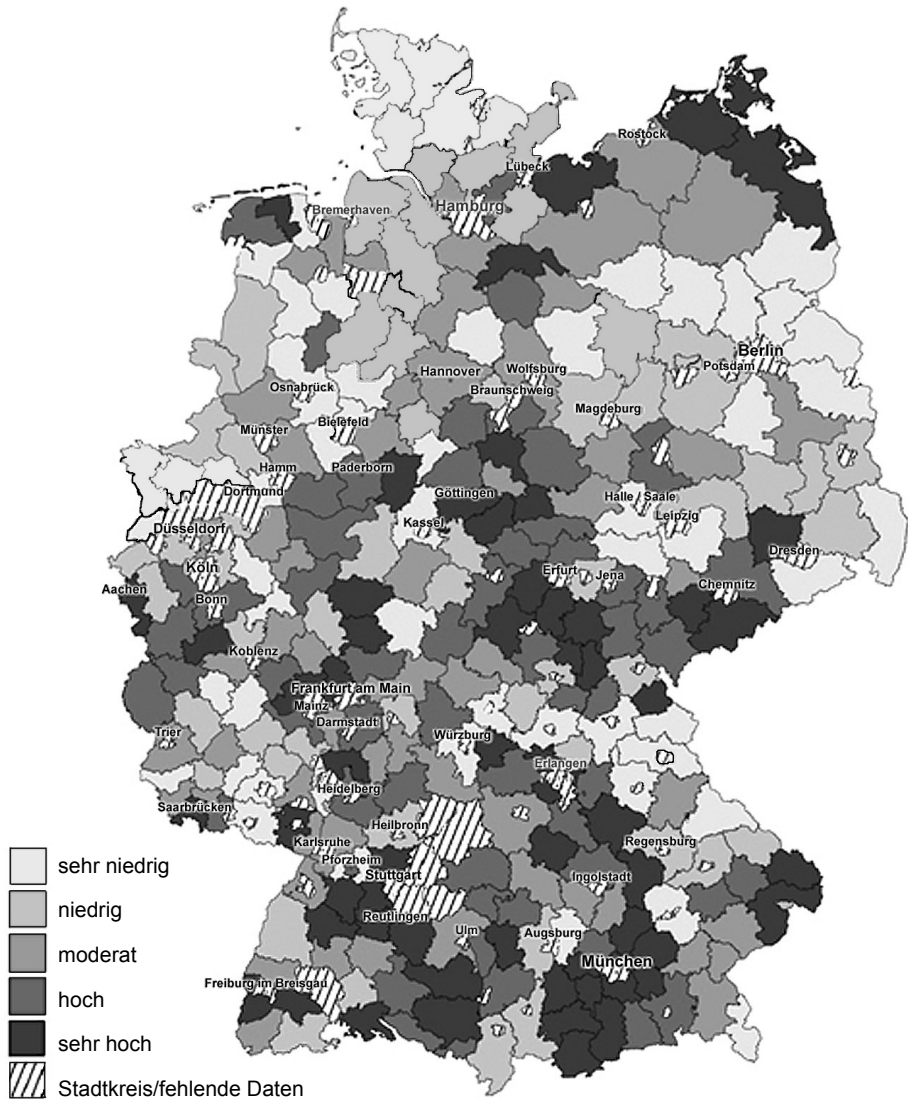 Rostock
Lübeck
Bremerhaven
Hamburg
Berlin
Potsdam
Hannover
Wolfsburg
Braunschweig
Osnabrück
Magdeburg
Bielefeld
Münster
Hamm
Paderborn
Dortmund
Göttingen
Halle / Saale
Leipzig
Düsseldorf
Kassel
Dresden
Köln
Erfurt
Jena
Chemnitz
Aachen
Bonn
Koblenz
Frankfurt am Main
Mainz
Darmstadt
Trier
Würzburg
Erlangen
Heidelberg
Saarbrücken
Heilbronn
Karlsruhe
Regensburg
Pforzheim
Stuttgart
Ingolstadt
Reutlingen
Ulm
Augsburg
München
Freiburg im Breisgau
sehr niedrig
niedrig
moderat
hoch
sehr hoch
Stadtkreis/fehlende Daten